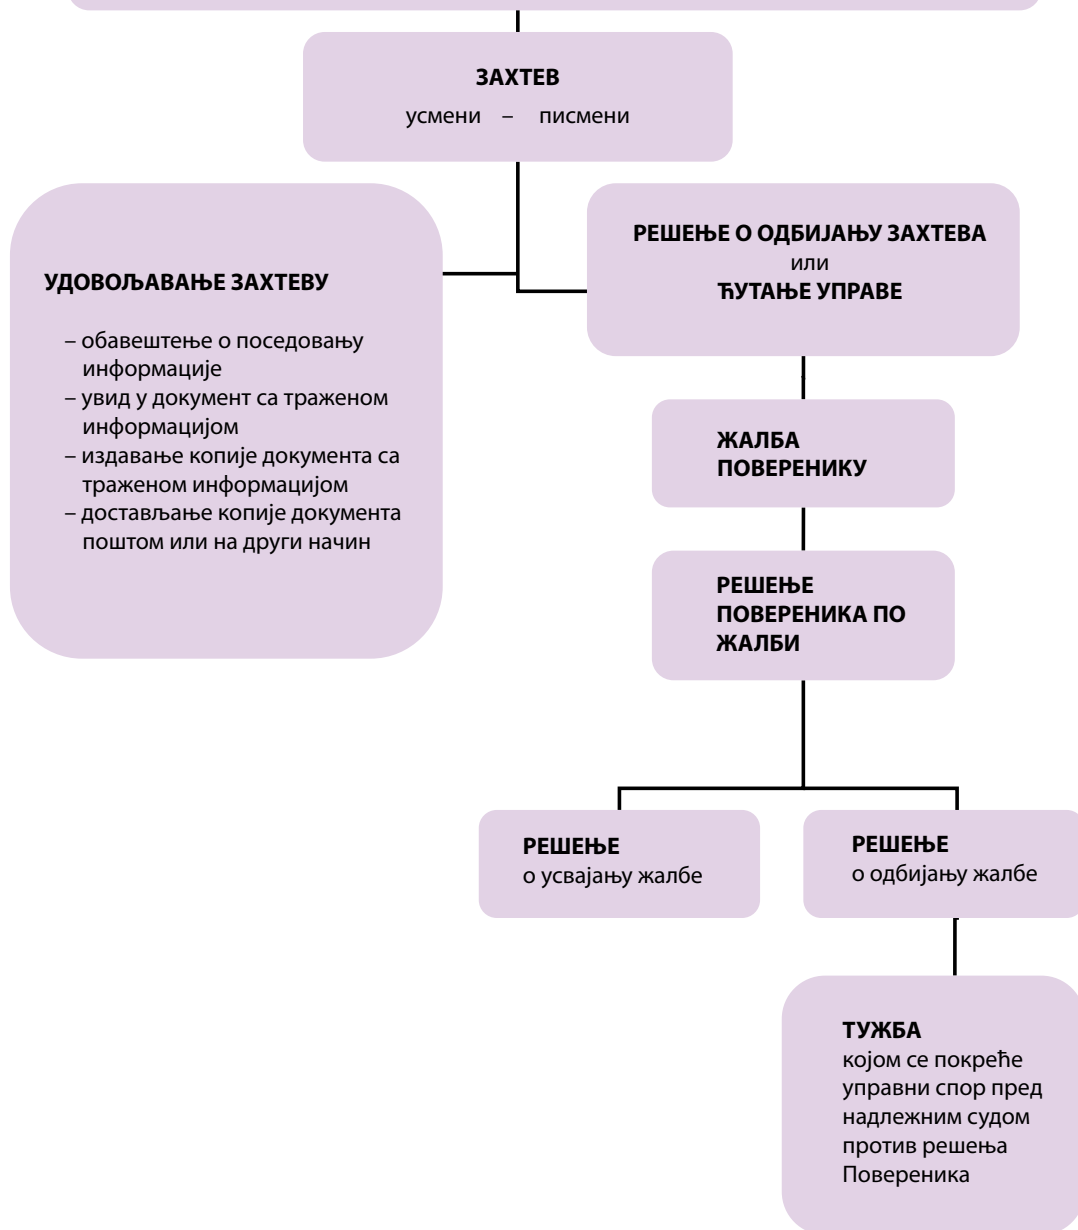 ЗАХТЕВ
усмени – писмени
УДОВОЉАВАЊЕ ЗАХТЕВУ
– обавештење о поседовању
информације
– увид у документ са траженом
информацијом
– издавање копије документа са
траженом информацијом
– достављање копије документа
поштом или на други начин
РЕШЕЊЕ О ОДБИЈАЊУ ЗАХТЕВА
или
ЋУТАЊЕ УПРАВЕ
ЖАЛБА
ПОВЕРЕНИКУ
РЕШЕЊЕ
ПОВЕРЕНИКА ПО
ЖАЛБИ
РЕШЕЊЕ
о усвајању жалбе
РЕШЕЊЕ
о одбијању жалбе
ТУЖБА
којом се покреће
управни спор пред
надлежним судом
против решења
Повереника